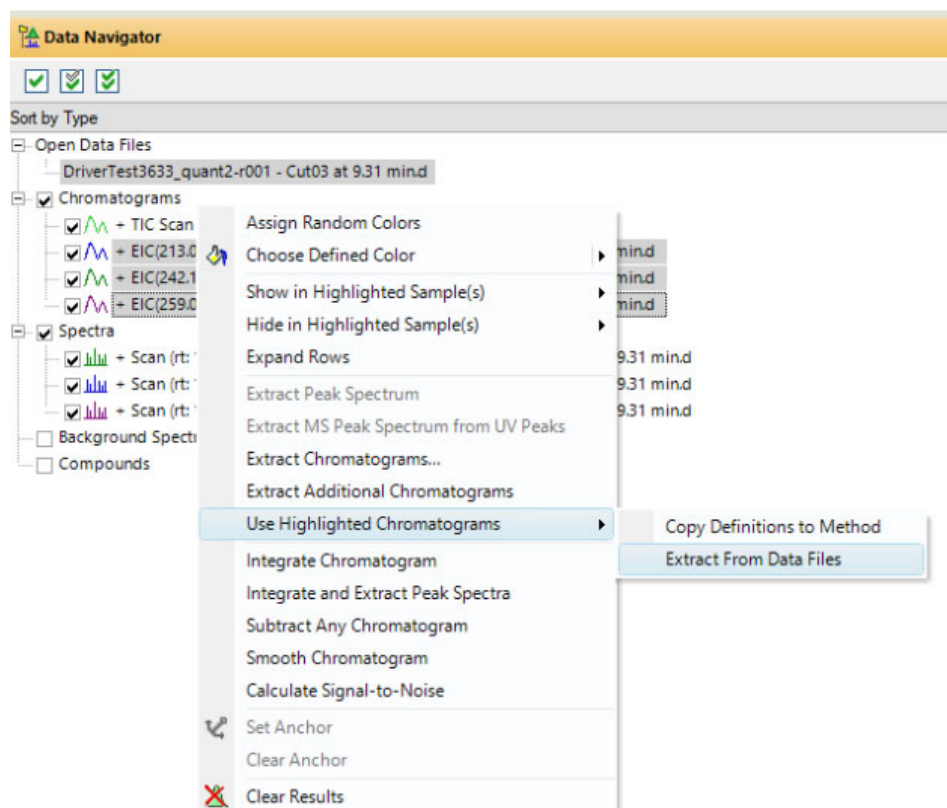 Data Navigator
Sort by Type
Open Data Files
DriverTest3633_quant2-r001 - Cut03 at 9.31 min.d
Chromatograms
+ TIC Scan
+ EIC(213.0 min.d
+ EIC(242.1 min.d
+ EIC(259.0 min.d
Spectra
+ Scan (rt: 9.31 min.d
+ Scan (rt: 9.31 min.d
+ Scan (rt: 9.31 min.d
Background Spectr
Compounds
Assign Random Colors
Choose Defined Color
Show in Highlighted Sample(s)
Hide in Highlighted Sample(s)
Expand Rows
Extract Peak Spectrum
Extract MS Peak Spectrum from UV Peaks
Extract Chromatograms...
Extract Additional Chromatograms
Use Highlighted Chromatograms
Copy Definitions to Method
Extract From Data Files
Integrate Chromatogram
Integrate and Extract Peak Spectra
Subtract Any Chromatogram
Smooth Chromatogram
Calculate Signal-to-Noise
Set Anchor
Clear Anchor
Clear Results